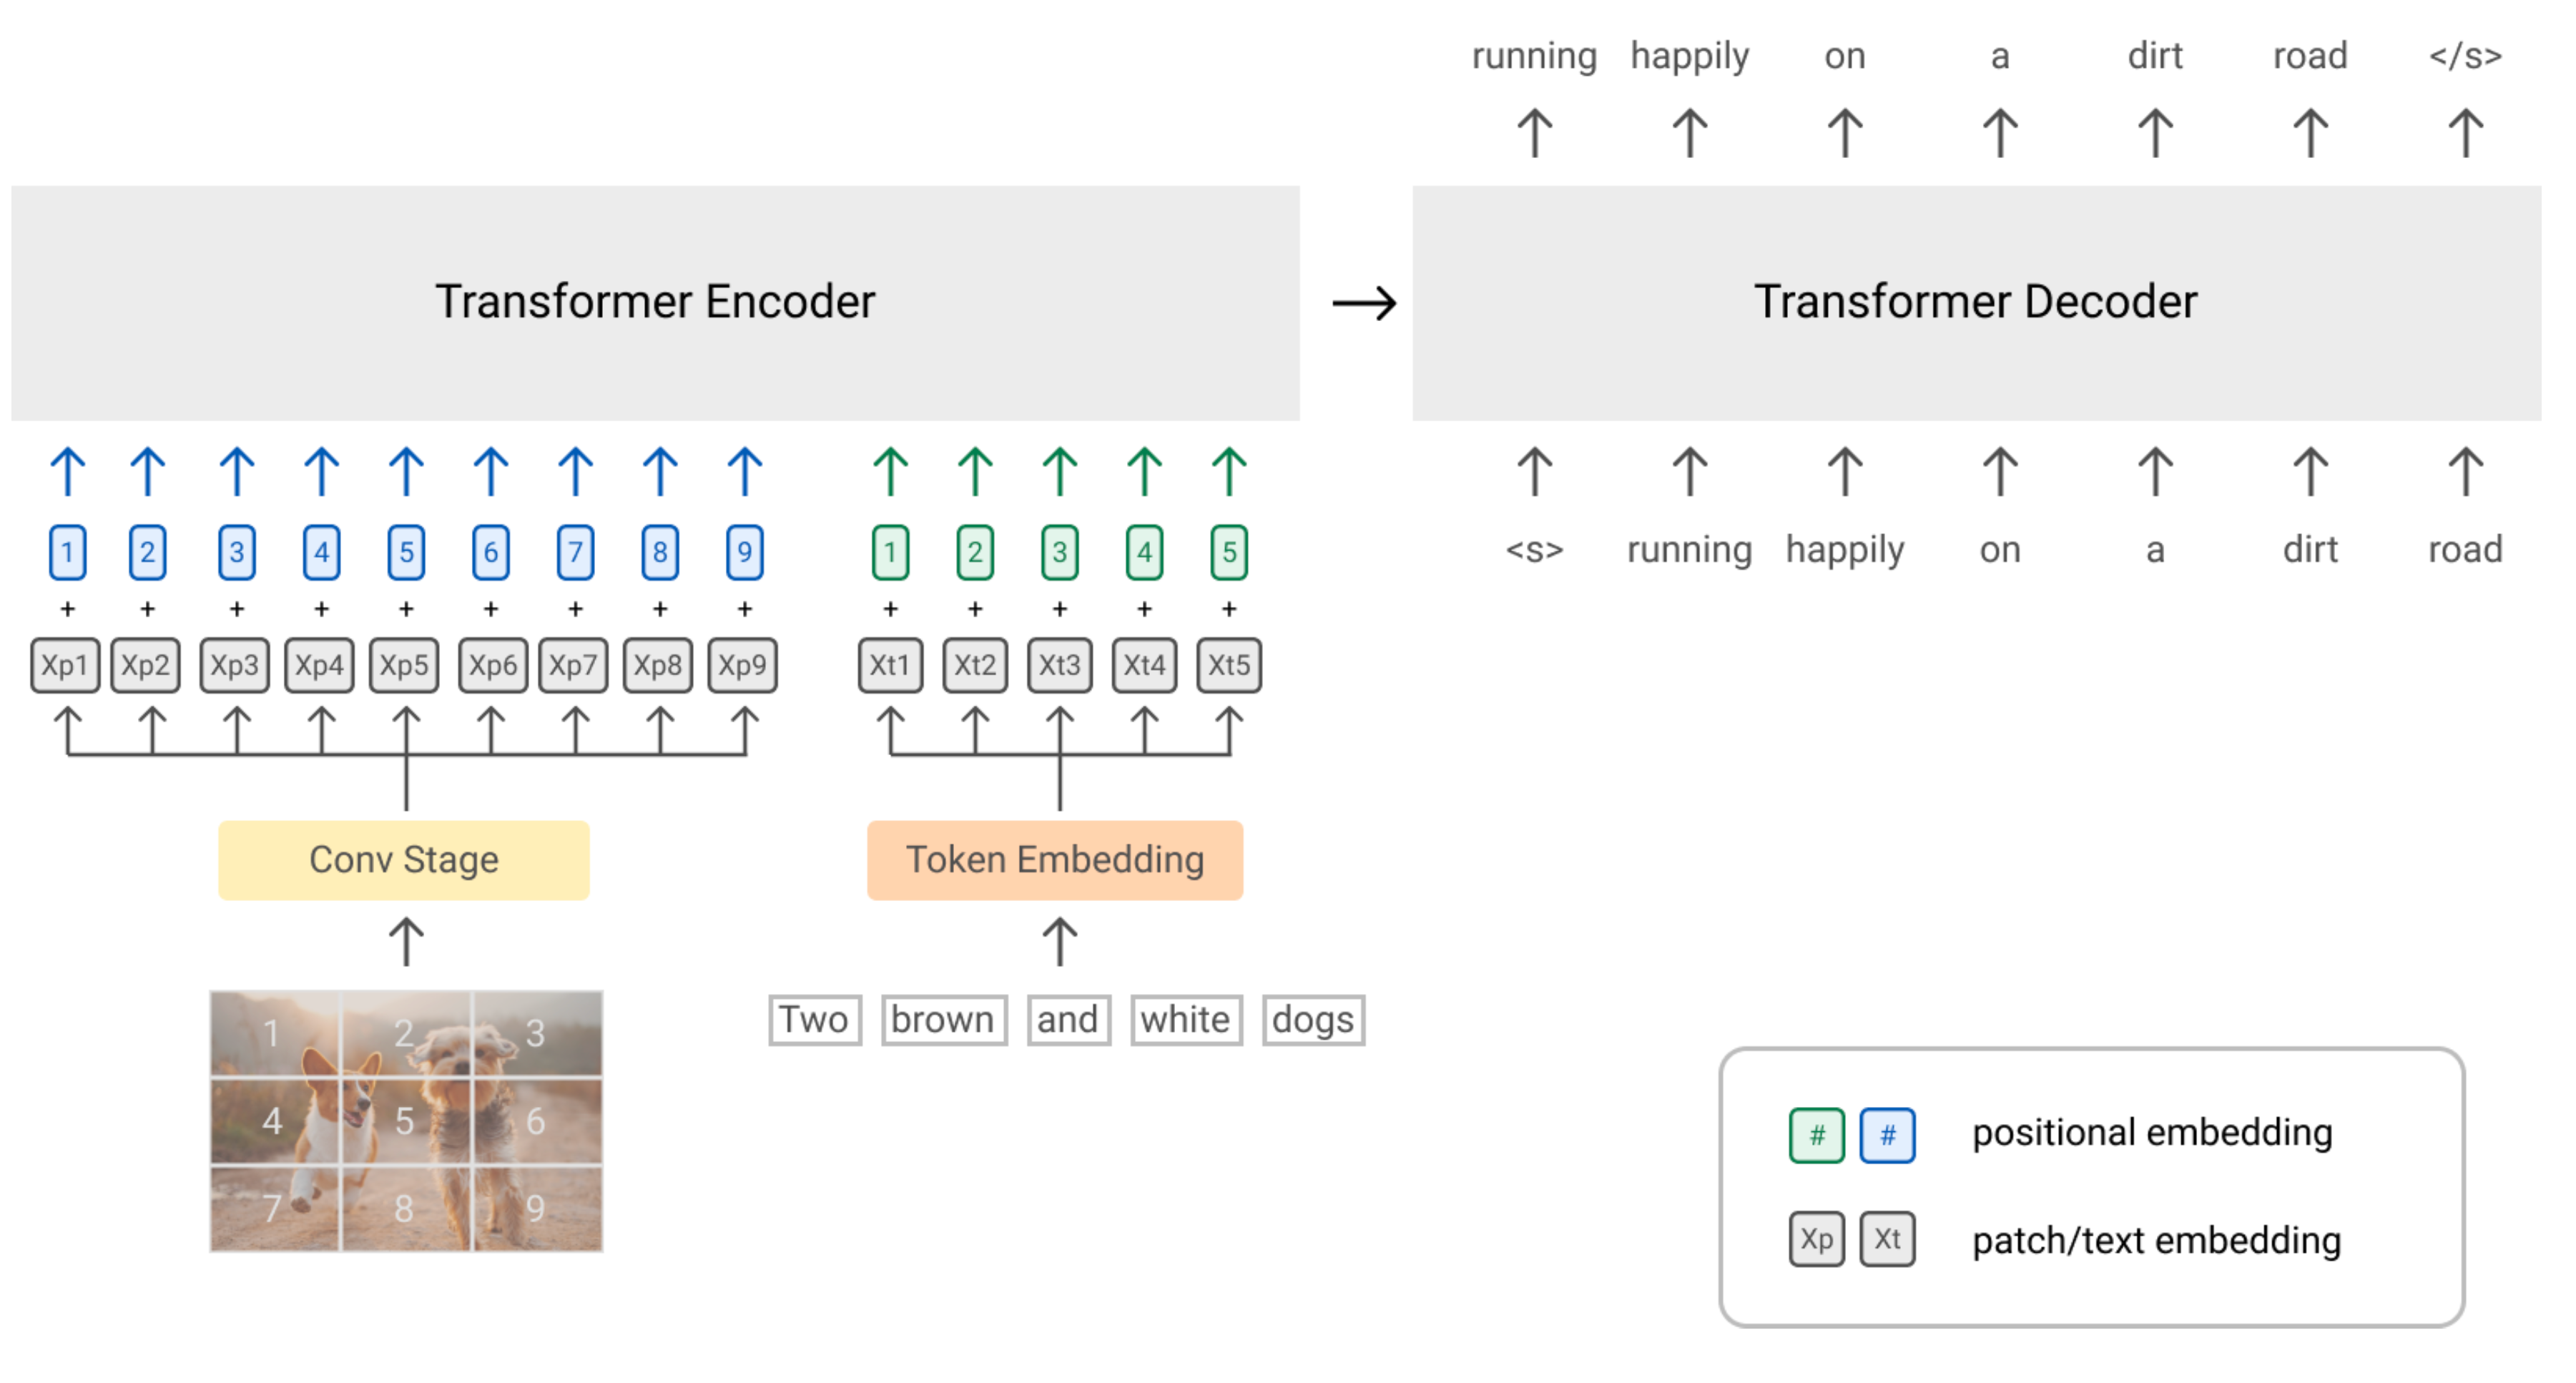 running happily on a dirt road </s>
Transformer Encoder
Transformer Decoder
1 2 3 4 5 6 7 8 9
1 2 3 4 5
<s> running happily on a dirt road
+ + + + + + + + +
+ + + + +
Xp1 Xp2 Xp3 Xp4 Xp5 Xp6 Xp7 Xp8 Xp9
Xt1 Xt2 Xt3 Xt4 Xt5
Conv Stage
Token Embedding
1 2 3
4 5 6
7 8 9
Two brown and white dogs
# # positional embedding
Xp Xt patch/text embedding